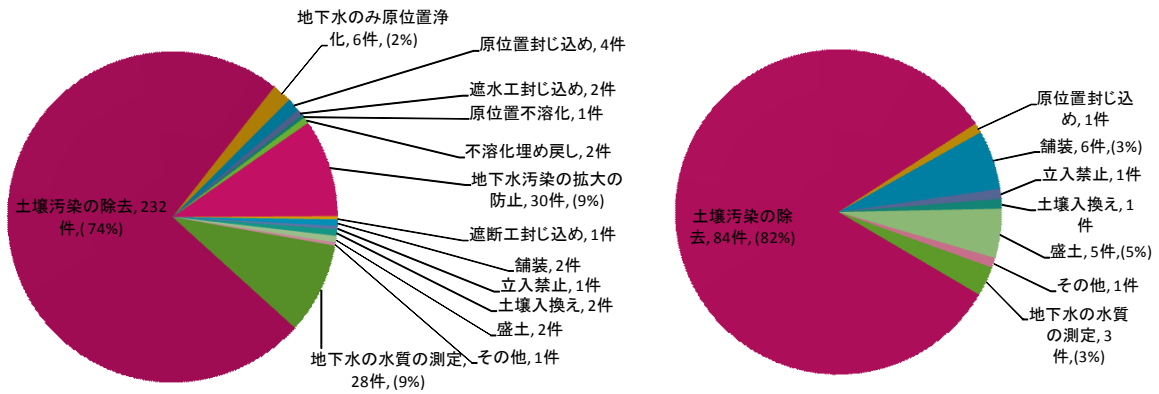 地下水のみ原位置浄
化, 6件, (2%)
原位置封じ込め, 4件
遮水工封じ込め, 2件
原位置不溶化, 1件
不溶化埋め戻し, 2件
地下水汚染の拡大の
防止, 30件, (9%)
遮断工封じ込め, 1件
舗装, 2件
立入禁止, 1件
土壌入換え, 2件
盛土, 2件
その他, 1件
地下水の水質の測定,
28件, (9%)
土壌汚染の除去, 232
件, (74%)
原位置封じ込
め, 1件
舗装, 6件,(3%)
立入禁止, 1件
土壌入換え, 1
件
盛土, 5件,(5%)
その他, 1件
地下水の水質
の測定, 3
件,(3%)
土壌汚染の除
去, 84件, (82%)